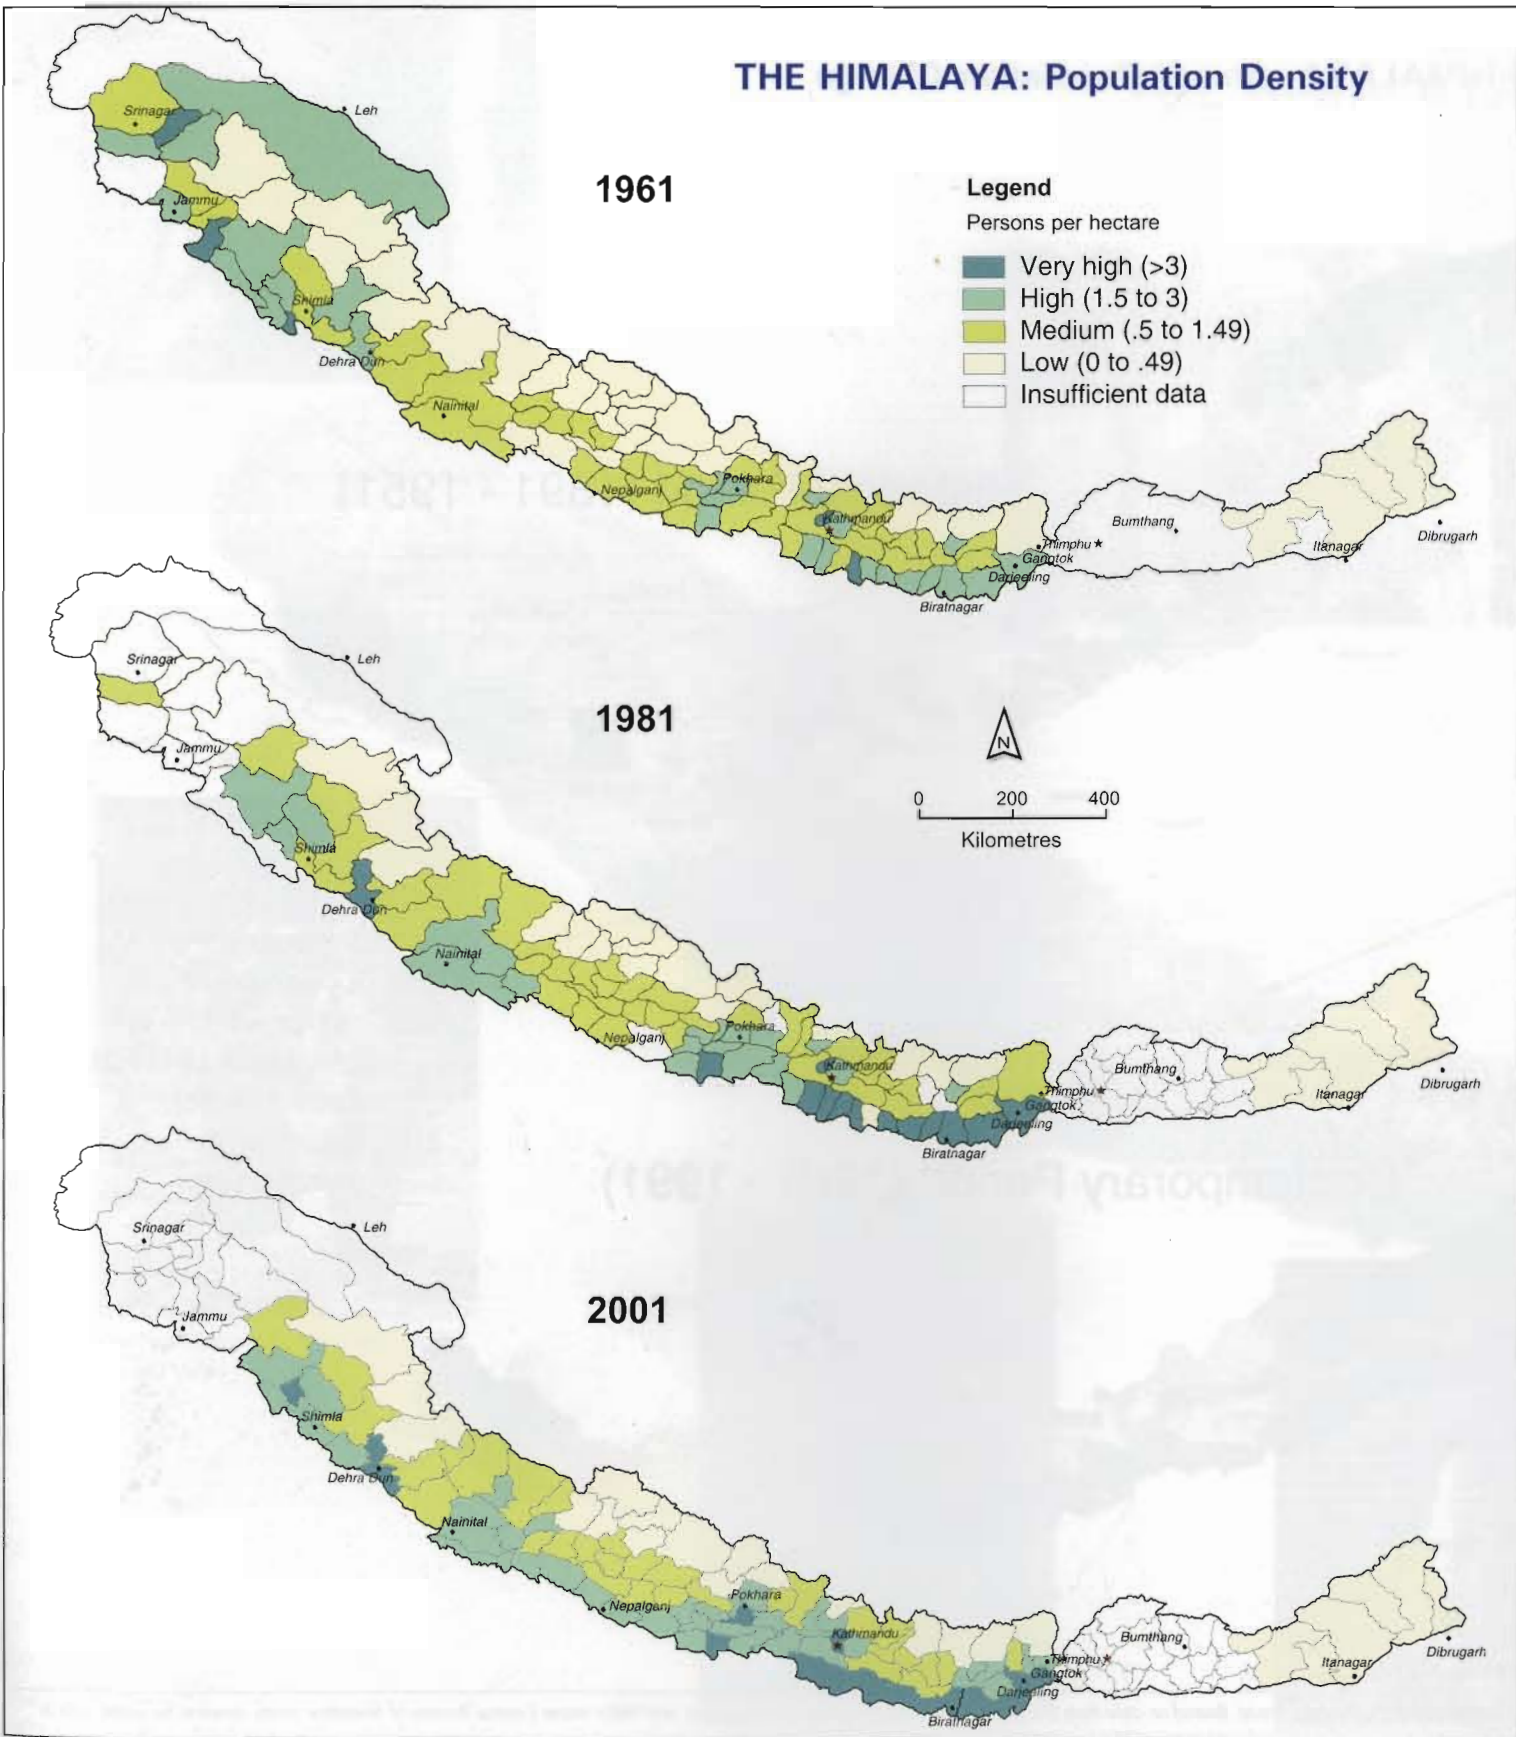 THE HIMALAYA: Population Density
1961
Legend
Persons per hectare
Very high (>3)
High (1.5 to 3)
Medium (.5 to 1.49)
Low (0 to .49)
Insufficient data
Srinagar
Leh
Jammu
Shimla
Dehra Dun
Nainital
Nepalganj
Pokhara
Kathmandu
Biratnagar
Darjeeling
Gangtok
Thimphu
Bumthang
Itanagar
Dibrugarh
1981
N
0 200 400
Kilometres
Srinagar
Leh
Jammu
Shimla
Dehra Dun
Nainital
Nepalganj
Pokhara
Kathmandu
Biratnagar
Darjeeling
Gangtok
Thimphu
Bumthang
Itanagar
Dibrugarh
2001
Srinagar
Leh
Jammu
Shimla
Dehra Dun
Nainital
Nepalganj
Pokhara
Kathmandu
Biratnagar
Darjeeling
Gangtok
Thimphu
Bumthang
Itanagar
Dibrugarh